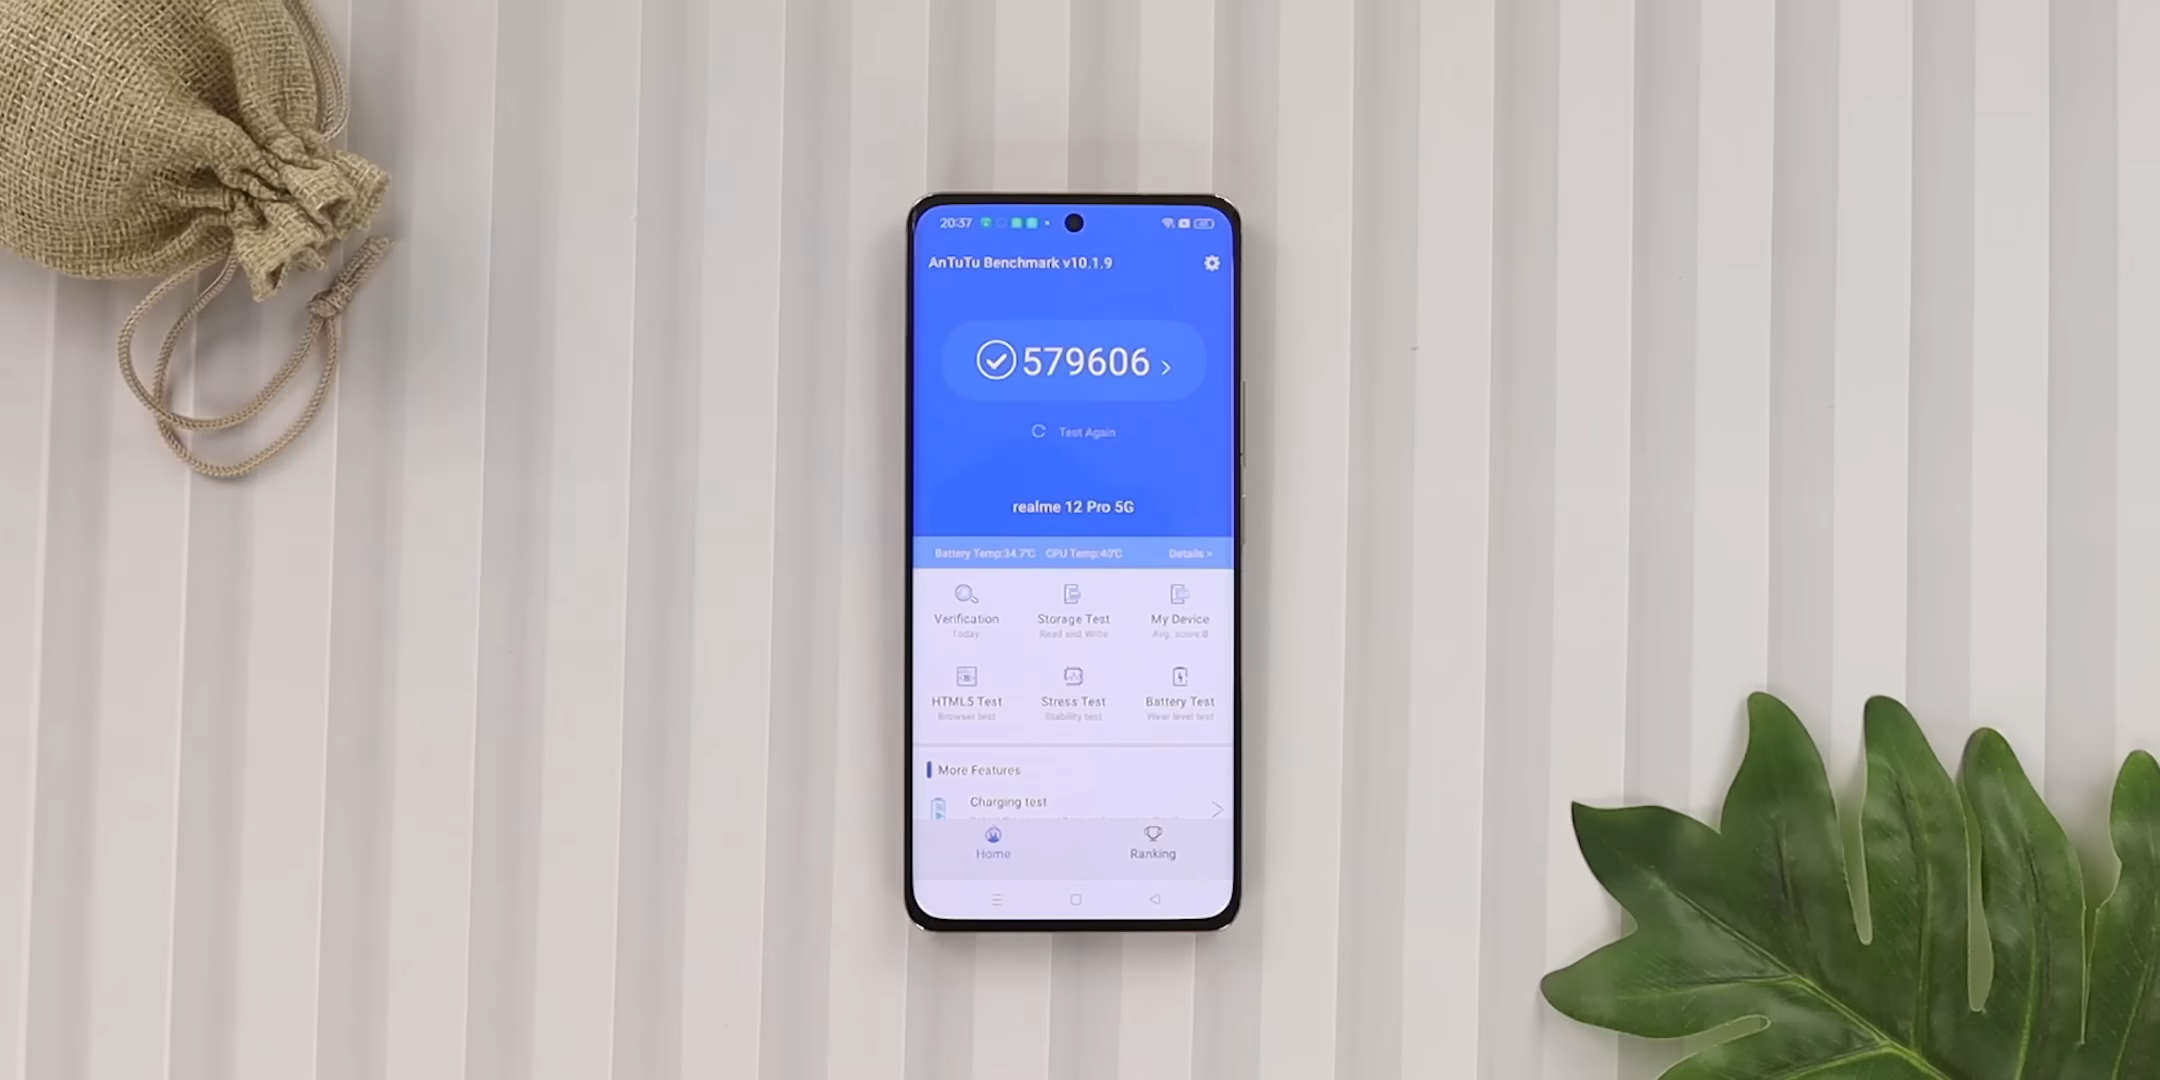 20:37
AnTuTu Benchmark v10.1.9
579606 >
Test Again
realme 12 Pro 5G
Battery Temp:34.7℃ CPU Temp:40℃ Details >
Verification Storage Test My Device
Today Read and Write Avg. score:0
HTML5 Test Stress Test Battery Test
Browser test Stability test Wear level test
More Features
Charging test
Home Ranking